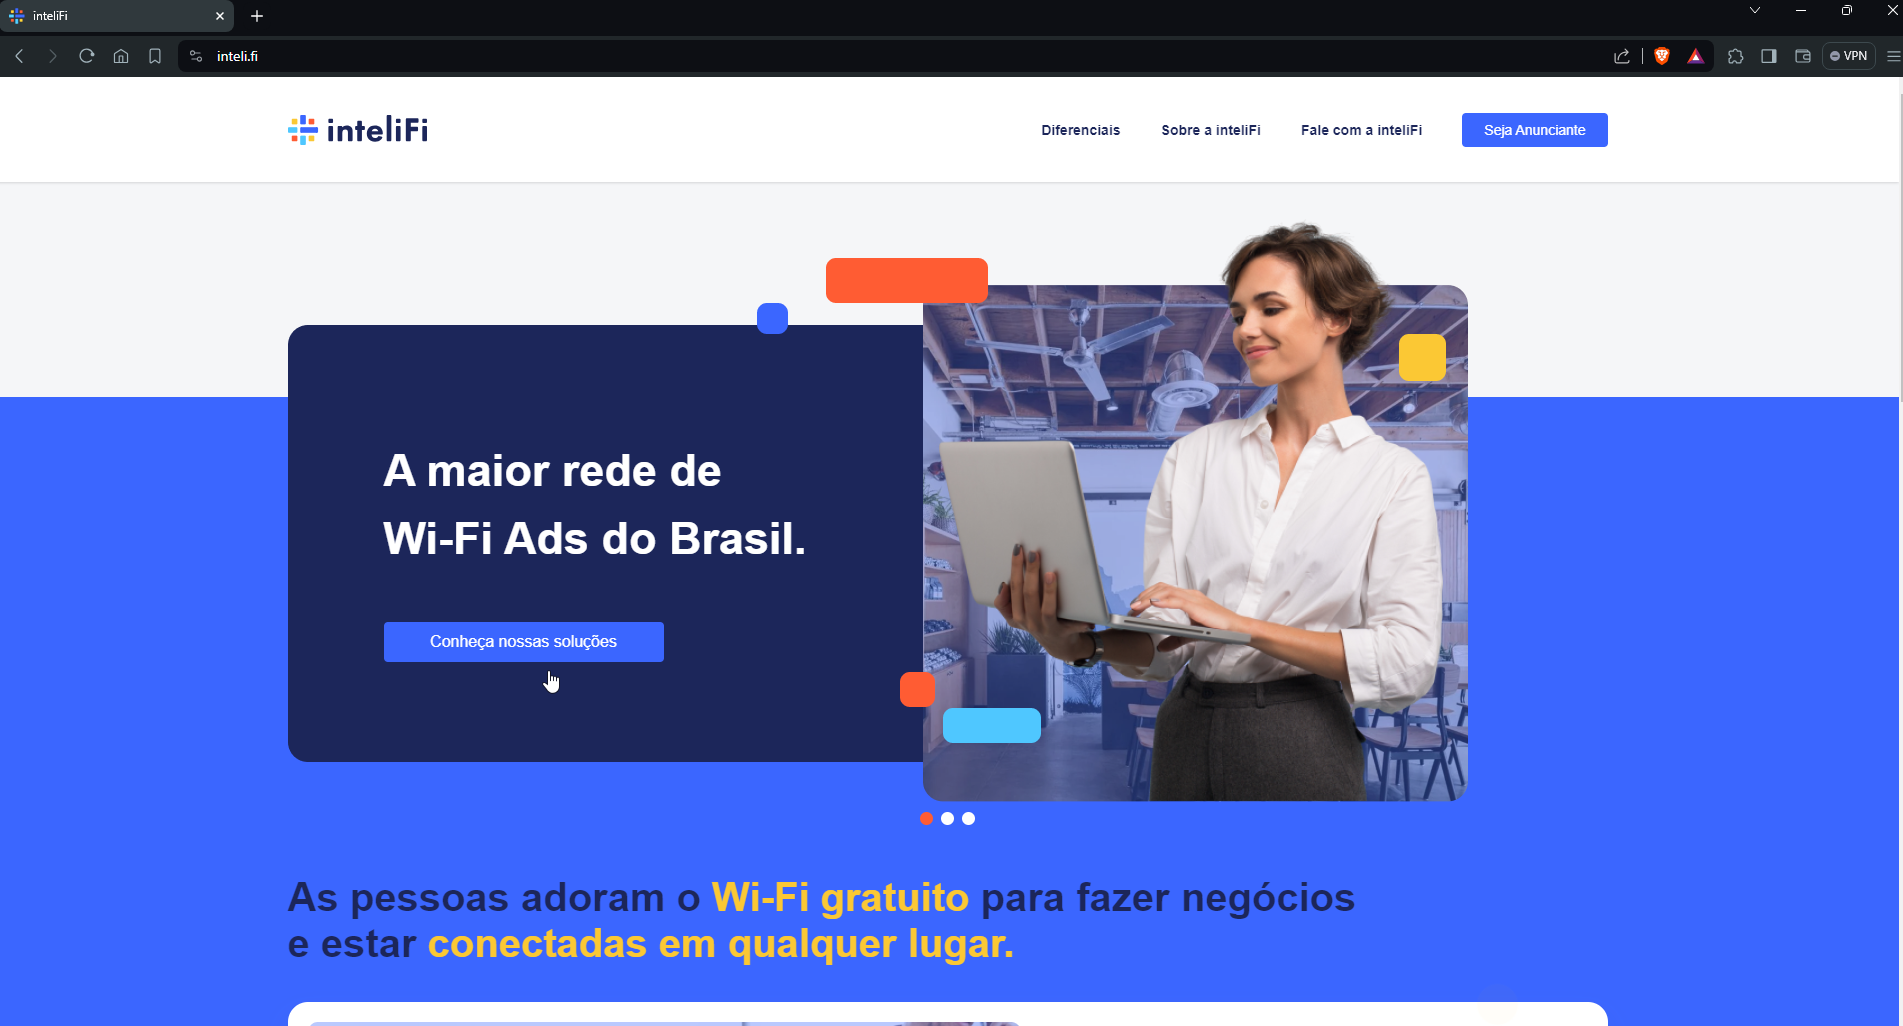 inteliFi
inteli.fi
VPN
inteliFi
Diferenciais
Sobre a inteliFi
Fale com a inteliFi
Seja Anunciante
A maior rede de
Wi-Fi Ads do Brasil.
Conheça nossas soluções
As pessoas adoram o Wi-Fi gratuito para fazer negócios
e estar conectadas em qualquer lugar.